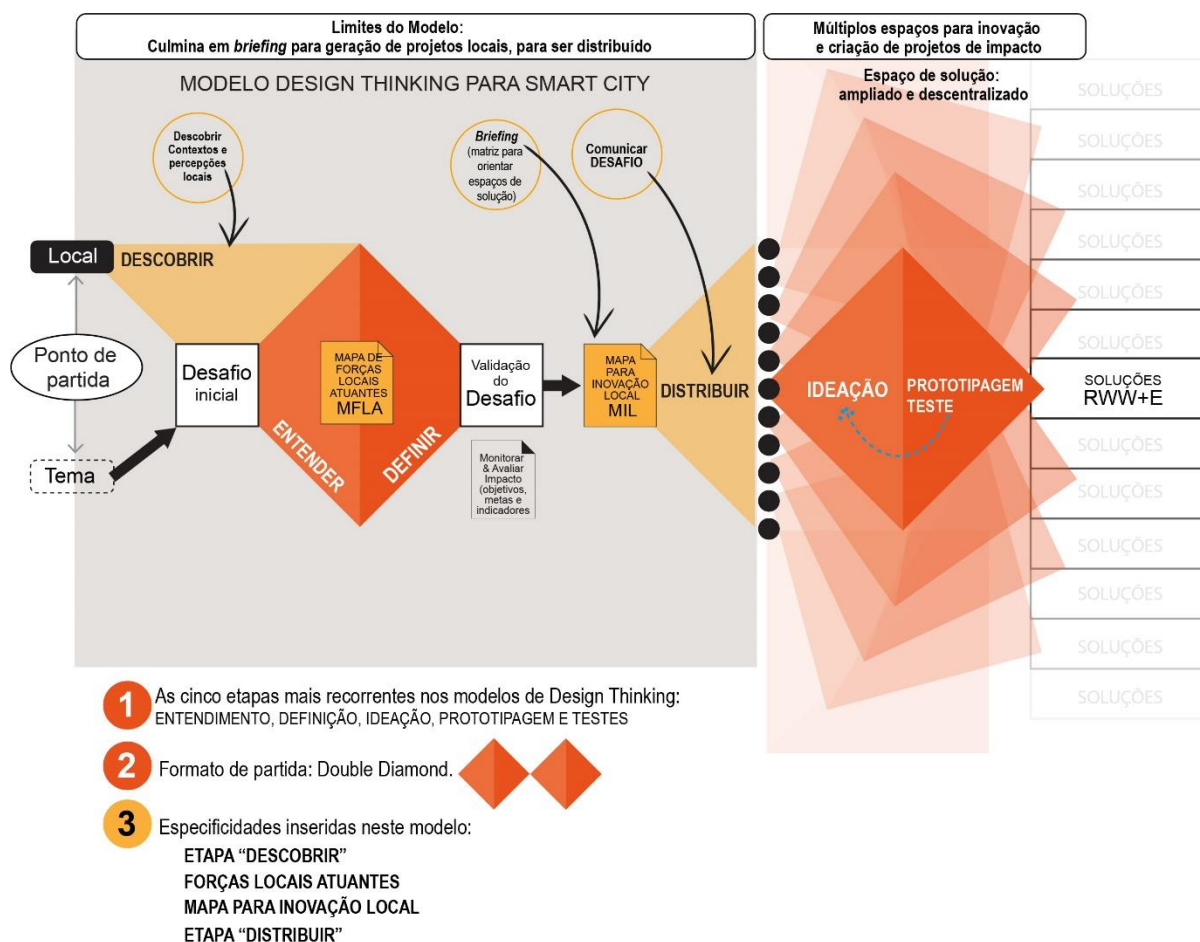 Limites do Modelo:
Culmina em briefing para geração de projetos locais, para ser distribuído
Múltiplos espaços para inovação
e criação de projetos de impacto
MODELO DESIGN THINKING PARA SMART CITY
Espaço de solução:
ampliado e descentralizado
Descobrir
Contextos e
percepções
locais
Briefing
(matriz para
orientar
espaços de
solução)
Comunicar
DESAFIO
Local
DESCOBRIR
Ponto de
partida
Tema
Desafio
inicial
ENTENDER
MAPA DE
FORÇAS
LOCAIS
ATUANTES
MFLA
DEFINIR
Validação
do
Desafio
Monitorar
& Avaliar
Impacto
(objetivos,
metas e
indicadores
MAPA
PARA
INOVAÇÃO
LOCAL
MIL
DISTRIBUIR
IDEAÇÃO
PROTOTIPAGEM
TESTE
SOLUÇÕES
SOLUÇÕES
SOLUÇÕES
SOLUÇÕES
SOLUÇÕES
SOLUÇÕES
SOLUÇÕES
RWW+E
SOLUÇÕES
SOLUÇÕES
SOLUÇÕES
SOLUÇÕES
SOLUÇÕES
SOLUÇÕES
1
As cinco etapas mais recorrentes nos modelos de Design Thinking:
ENTENDIMENTO, DEFINIÇÃO, IDEAÇÃO, PROTOTIPAGEM E TESTES
2
Formato de partida: Double Diamond.
3
Especificidades inseridas neste modelo:
ETAPA “DESCOBRIR”
FORÇAS LOCAIS ATUANTES
MAPA PARA INOVAÇÃO LOCAL
ETAPA “DISTRIBUIR”